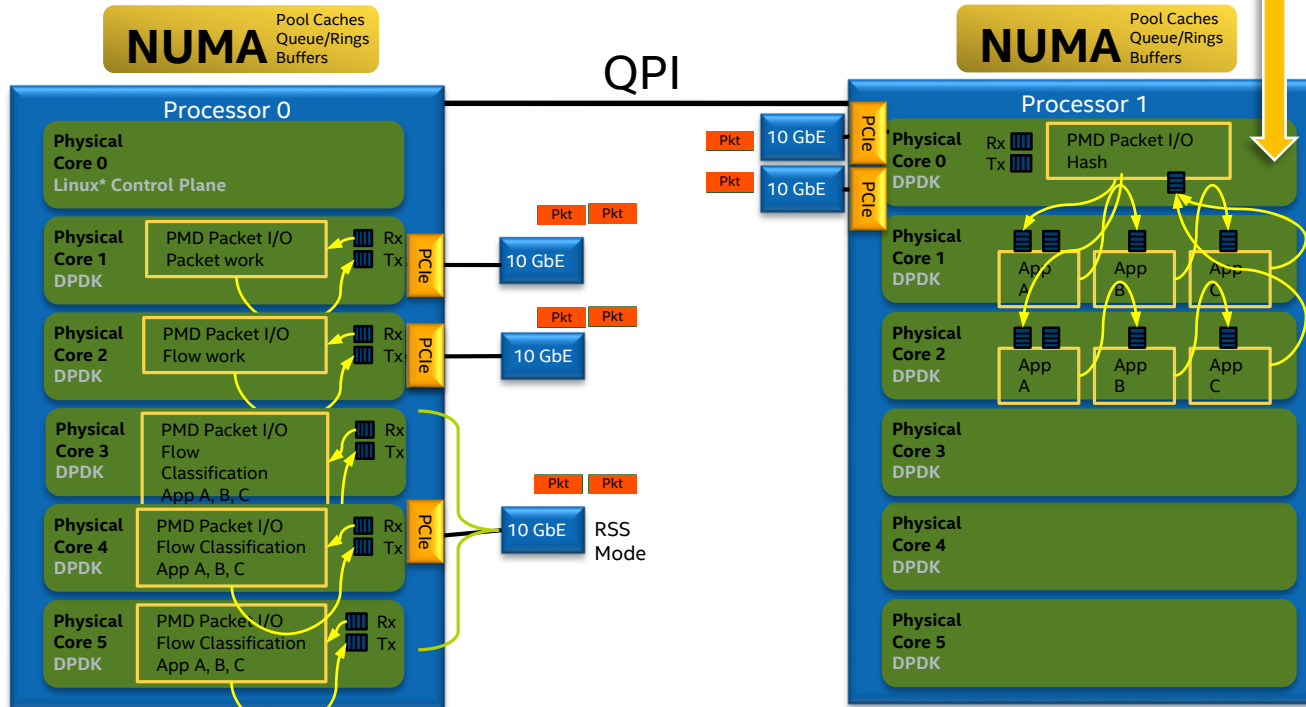 NUMA
Pool Caches
Queue/Rings
Buffers
QPI
NUMA
Pool Caches
Queue/Rings
Buffers
Processor 0
Physical
Core 0
Linux* Control Plane
Physical
Core 1
DPDK
PMD Packet I/O
Packet work
Rx
Tx
PCIe
10 GbE
Pkt
Pkt
Physical
Core 2
DPDK
PMD Packet I/O
Flow work
Rx
Tx
PCIe
10 GbE
Pkt
Pkt
Physical
Core 3
DPDK
PMD Packet I/O
Flow
Classification
App A, B, C
Rx
Tx
Physical
Core 4
DPDK
PMD Packet I/O
Flow Classification
App A, B, C
Rx
Tx
PCIe
10 GbE
Pkt
Pkt
RSS
Mode
Physical
Core 5
DPDK
PMD Packet I/O
Flow Classification
App A, B, C
Rx
Tx
Processor 1
Pkt
10 GbE
PCIe
Pkt
10 GbE
PCIe
Physical
Core 0
DPDK
Rx
Tx
PMD Packet I/O
Hash
Physical
Core 1
DPDK
App
A
App
B
App
C
Physical
Core 2
DPDK
App
A
App
B
App
C
Physical
Core 3
DPDK
Physical
Core 4
DPDK
Physical
Core 5
DPDK